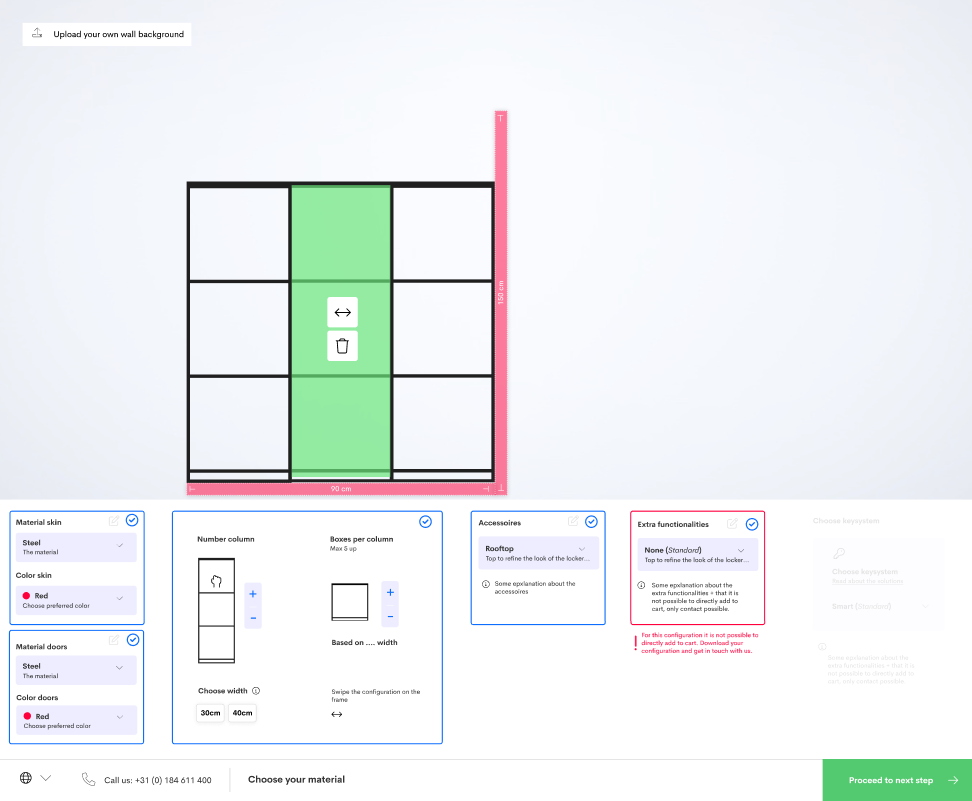 Upload your own wall background
150 cm
90 cm
Material skin
Steel
The material
Color skin
Red
Choose preferred color
Material doors
Steel
The material
Color doors
Red
Choose preferred color
Number column
Boxes per column
Max 5 up
Based on .... width
Choose width
30cm
40cm
Swipe the configuration on the
frame
Accessoires
Rooftop
Top to refine the look of the locker...
Some epxlanation about the
accessoires
Extra functionalities
None (Standard)
Top to refine the look of the locker...
Some epxlanation about the
extra functionalities + that it is
not possible to directly add to
cart, only contact possible.
For this configuration it is not possible to
directly add to cart. Download your
configuration and get in touch with us.
Choose keysystem
Choose keysystem
Read about the solutions
Smart (Standard)
Some epxlanation about the
extra functionalities + that it is
not possible to directly add to
cart, only contact possible.
Call us: +31 (0) 184 611 400
Choose your material
Proceed to next step